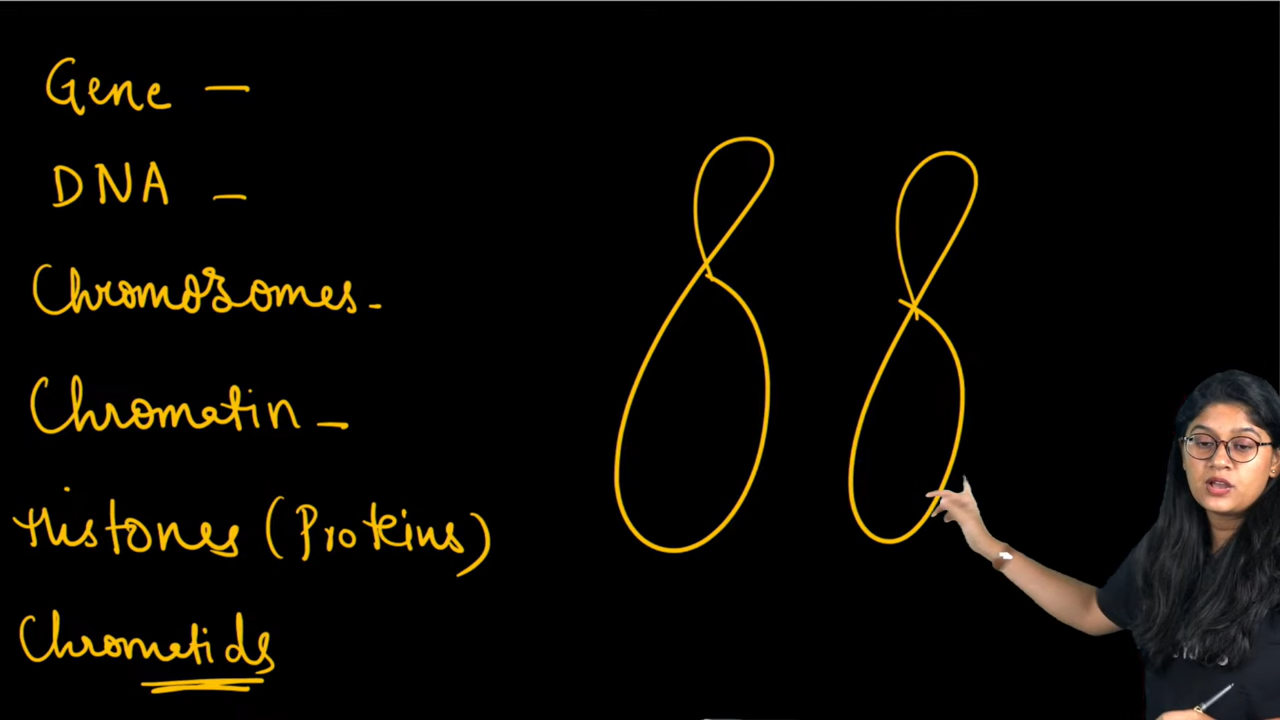 Gene -
DNA -
Chromosomes -
Chromatin -
Histones (Proteins)
Chromatids